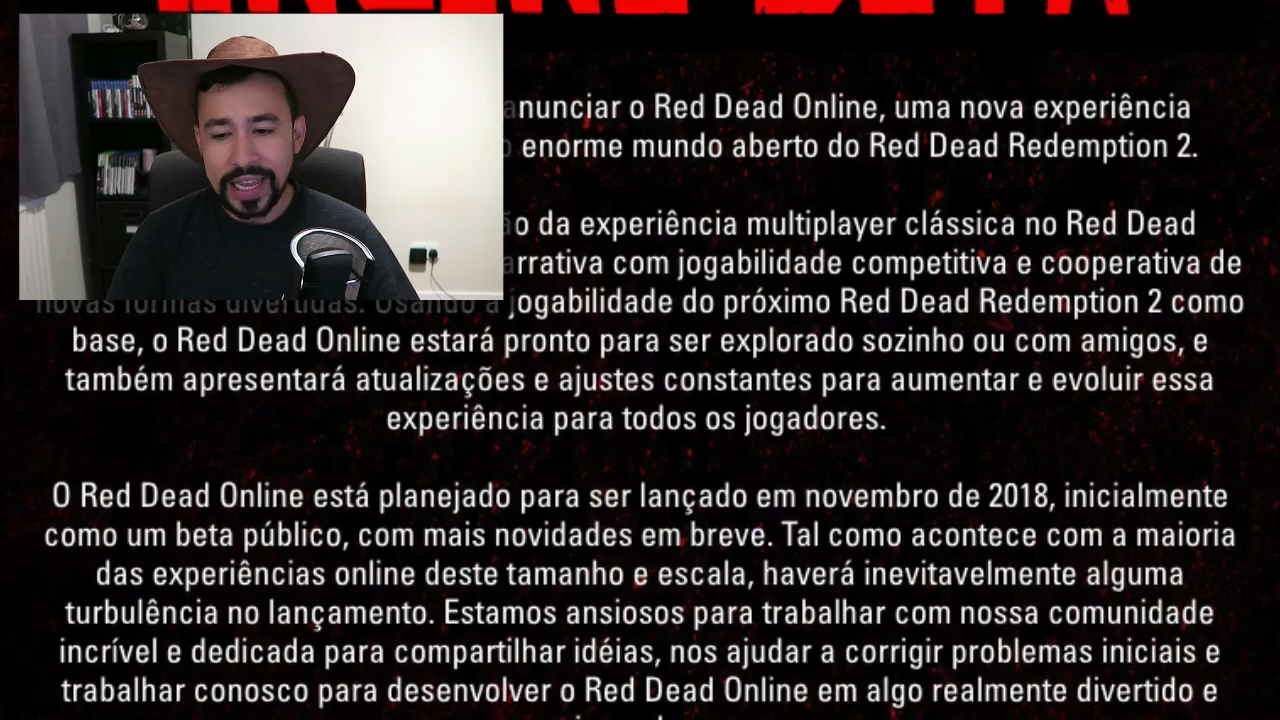 ONLINE BETA
anunciar o Red Dead Online, uma nova experiência
enorme mundo aberto do Red Dead Redemption 2.
da experiência multiplayer clássica no Red Dead
com jogabilidade competitiva e cooperativa de
novas formas divertidas. Usando a jogabilidade do próximo Red Dead Redemption 2 como
base, o Red Dead Online estará pronto para ser explorado sozinho ou com amigos, e
também apresentará atualizações e ajustes constantes para aumentar e evoluir essa
experiência para todos os jogadores.
O Red Dead Online está planejado para ser lançado em novembro de 2018, inicialmente
como um beta público, com mais novidades em breve. Tal como acontece com a maioria
das experiências online deste tamanho e escala, haverá inevitavelmente alguma
turbulência no lançamento. Estamos ansiosos para trabalhar com nossa comunidade
incrível e dedicada para compartilhar idéias, nos ajudar a corrigir problemas iniciais e
trabalhar conosco para desenvolver o Red Dead Online em algo realmente divertido e